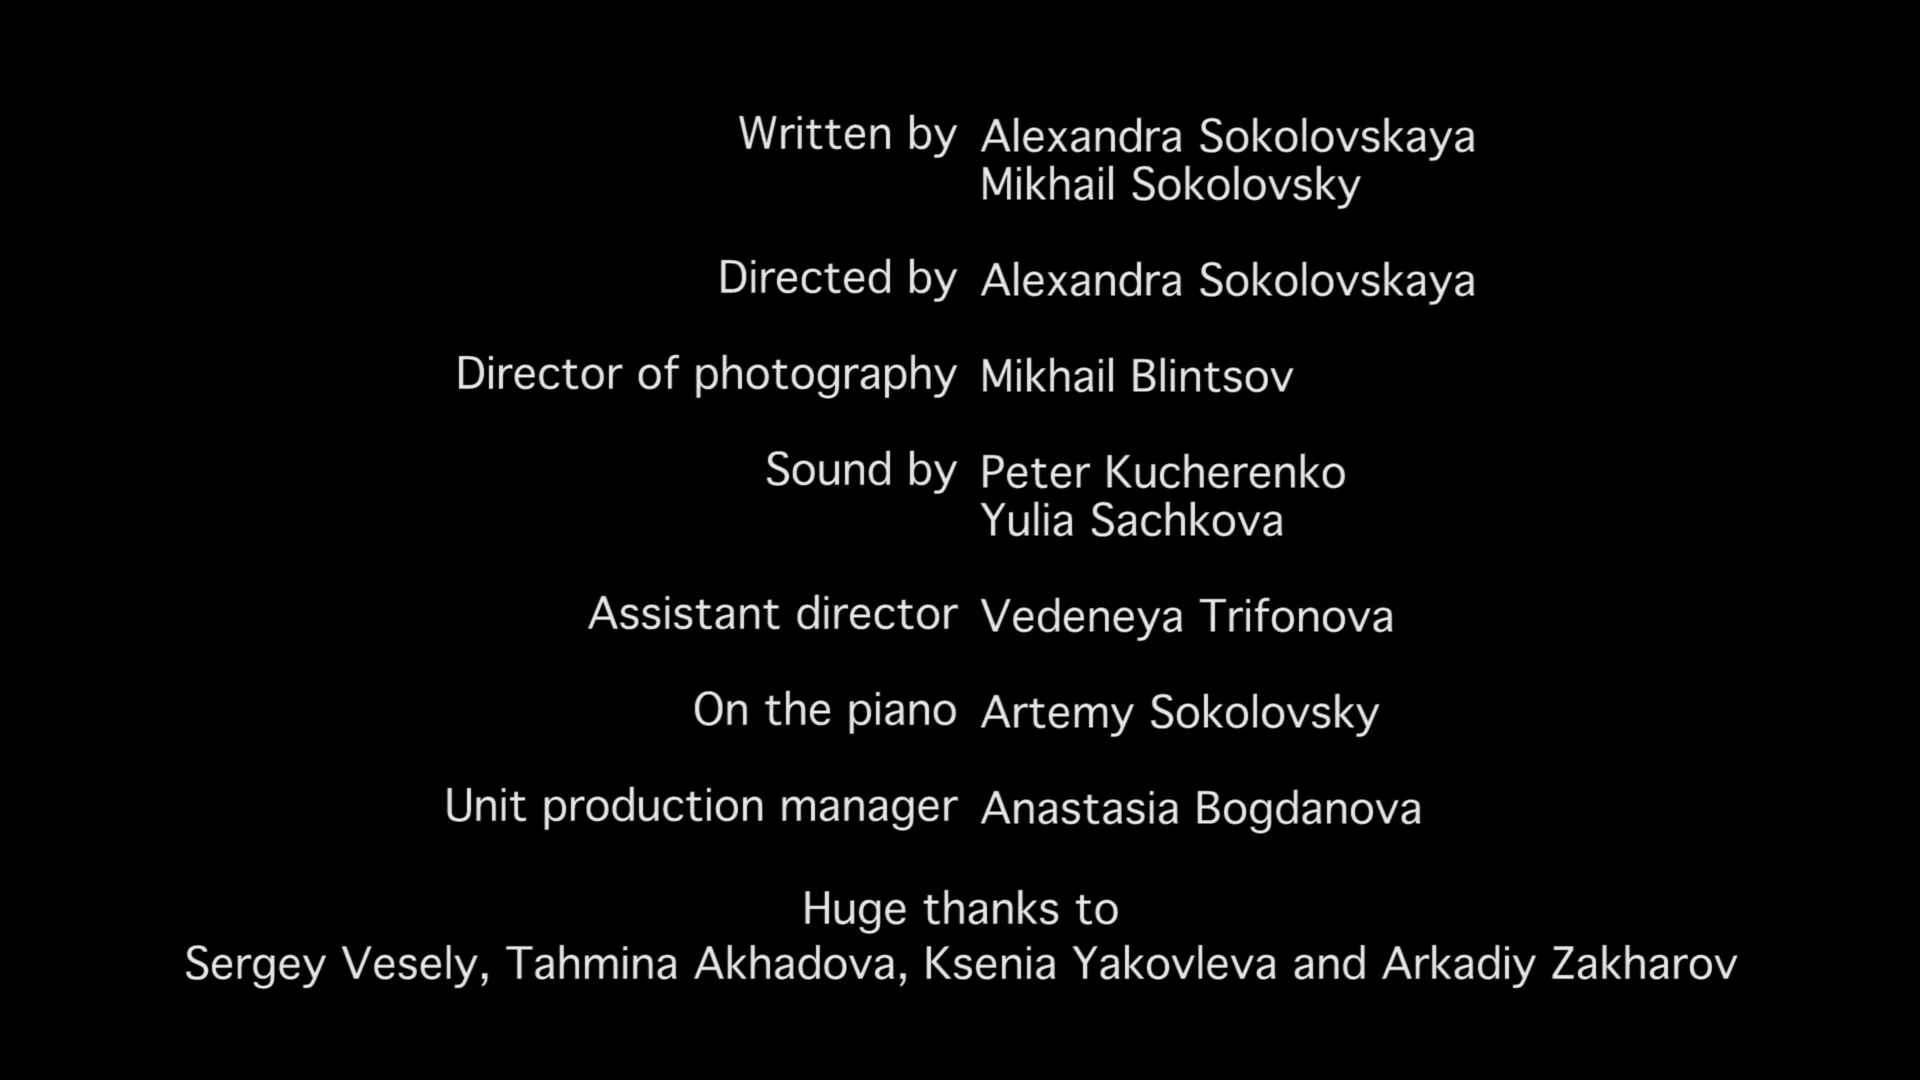 Written by Alexandra Sokolovskaya
Mikhail Sokolovsky
Directed by Alexandra Sokolovskaya
Director of photography Mikhail Blintsov
Sound by Peter Kucherenko
Yulia Sachkova
Assistant director Vedeneya Trifonova
On the piano Artemy Sokolovsky
Unit production manager Anastasia Bogdanova
Huge thanks to
Sergey Vesely, Tahmina Akhadova, Ksenia Yakovleva and Arkadiy Zakharov